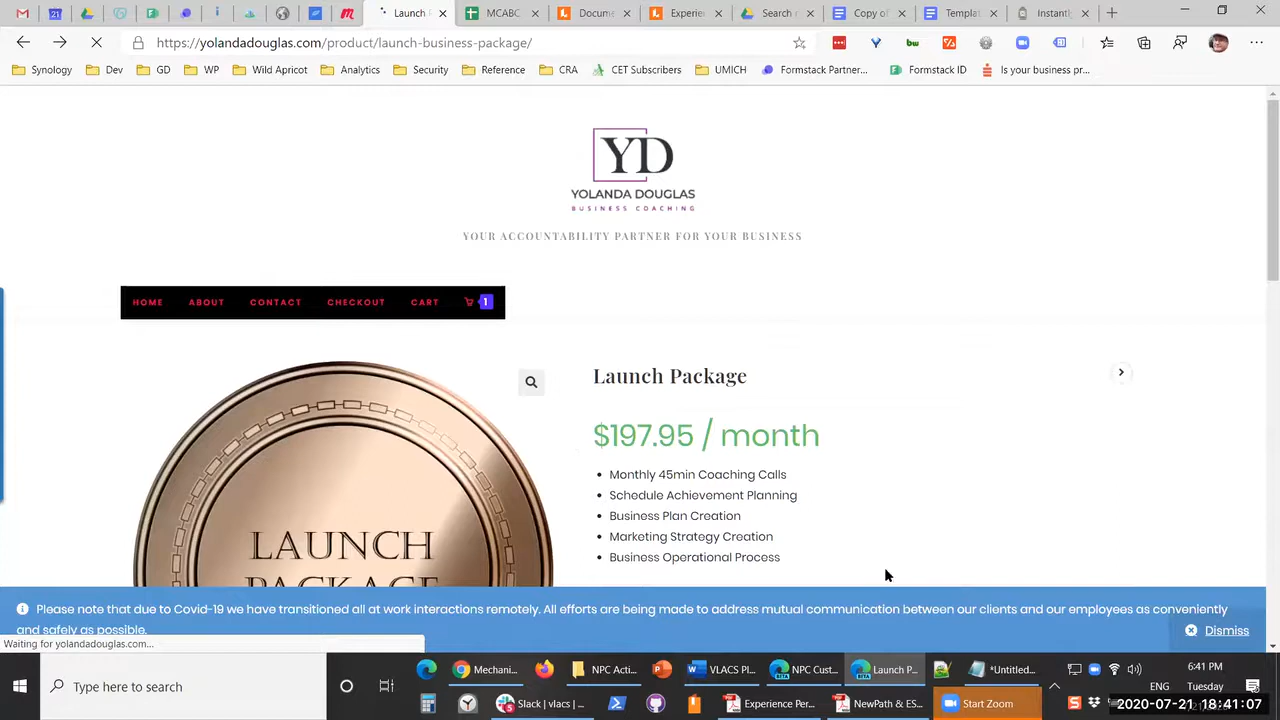 21
Launch F
MCABC
Docume
Experie
Search r
Copy of
Templat
Instanti
https://yolandadouglas.com/product/launch-business-package/
Synology
Dev
GD
WP
Wild Apricot
Analytics
Security
Reference
CRA
CET Subscribers
UMICH
Formstack Partner...
Formstack ID
Is your business pr...
YD
YOLANDA DOUGLAS
BUSINESS COACHING
YOUR ACCOUNTABILITY PARTNER FOR YOUR BUSINESS
HOME ABOUT CONTACT CHECKOUT CART 1
Launch Package
$197.95 / month
Monthly 45min Coaching Calls
Schedule Achievement Planning
Business Plan Creation
Marketing Strategy Creation
Business Operational Process
LAUNCH
PACKAGE
Please note that due to Covid-19 we have transitioned all at work interactions remotely. All efforts are being made to address mutual communication between our clients and our employees as conveniently
and safely as possible.
Dismiss
Waiting for yolandadouglas.com...
Type here to search
Mechani...
NPC Acti...
VLACS Pl...
NPC Cust...
Launch P...
*Untitled...
6:41 PM
Slack | vlacs | ...
Experience Per...
NewPath & ES...
Start Zoom
ENG
Tuesday
2020-07-21 18:41:07